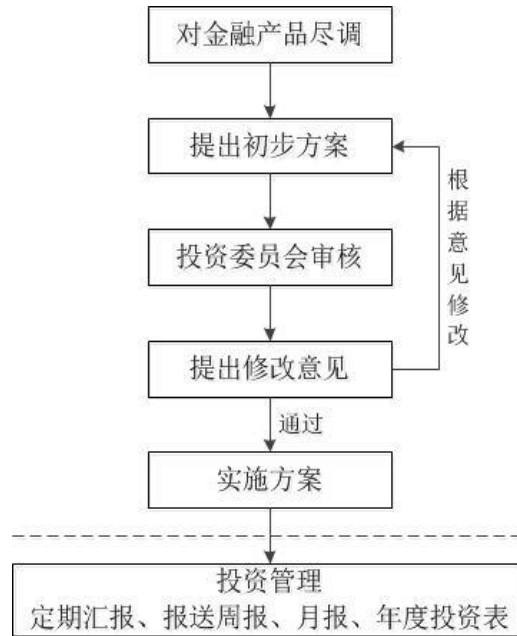 对金融产品尽调
提出初步方案
根据意见修改
投资委员会审核
提出修改意见
通过
实施方案
投资管理
定期汇报、报送周报、月报、年度投资表